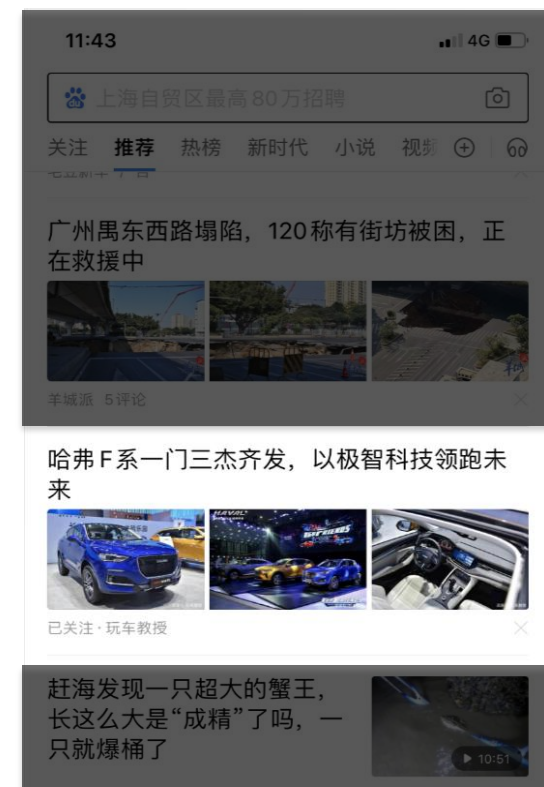 11:43
4G
上海自贸区最高80万招聘
关注 推荐 热榜 新时代 小说 视频
广州禺东西路塌陷，120称有街坊被困，正
在救援中
羊城派 5评论
哈弗F系一门三杰齐发，以极智科技领跑未
来
HAVAL
已关注·玩车教授
赶海发现一只超大的蟹王，
长这么大是“成精”了吗，一
只就爆桶了
10:51